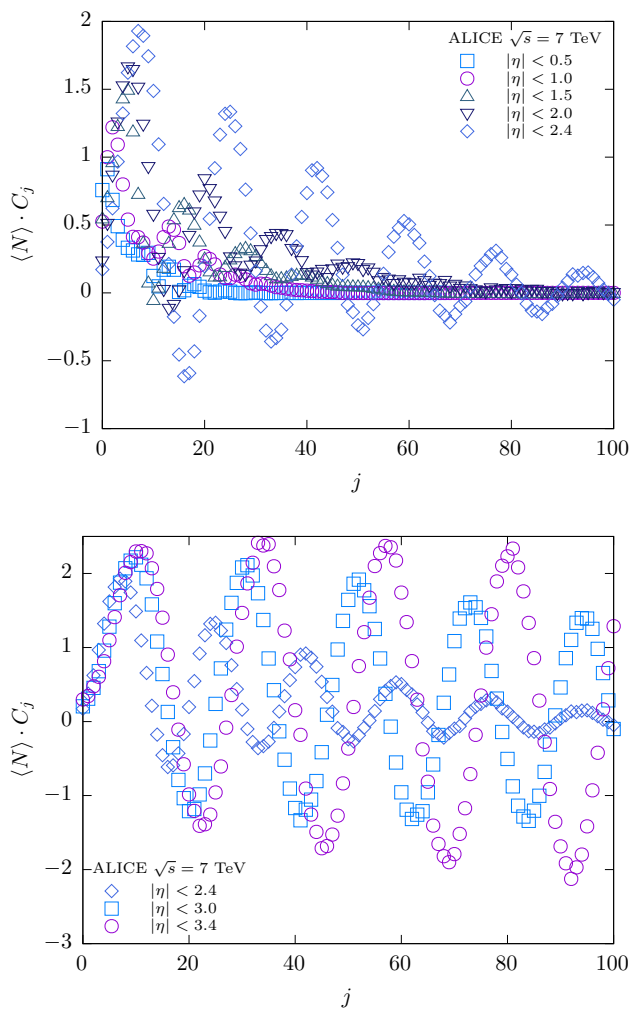 ALICE √s = 7 TeV
|η| < 0.5
|η| < 1.0
|η| < 1.5
|η| < 2.0
|η| < 2.4
2
1.5
1
0.5
0
−0.5
−1
⟨N⟩ · C_j
0 20 40 60 80 100
j
2
1
0
−1
−2
−3
⟨N⟩ · C_j
ALICE √s = 7 TeV
|η| < 2.4
|η| < 3.0
|η| < 3.4
0 20 40 60 80 100
j